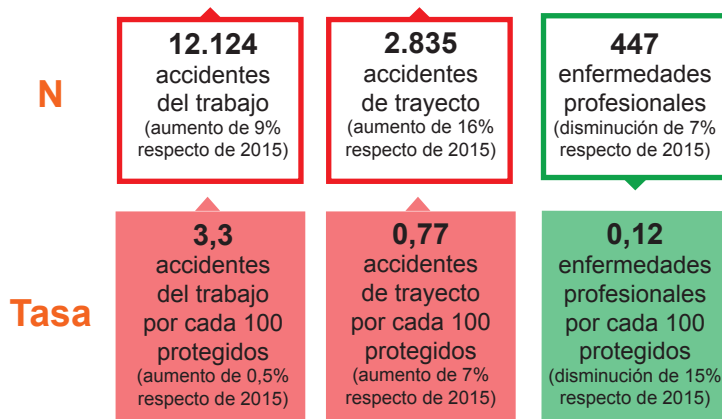 N
12.124
accidentes
del trabajo
(aumento de 9%
respecto de 2015)
2.835
accidentes
de trayecto
(aumento de 16%
respecto de 2015)
447
enfermedades
profesionales
(disminución de 7%
respecto de 2015)
Tasa
3,3
accidentes
del trabajo
por cada 100
protegidos
(aumento de 0,5%
respecto de 2015)
0,77
accidentes
de trayecto
por cada 100
protegidos
(aumento de 7%
respecto de 2015)
0,12
enfermedades
profesionales
por cada 100
protegidos
(disminución de 15%
respecto de 2015)